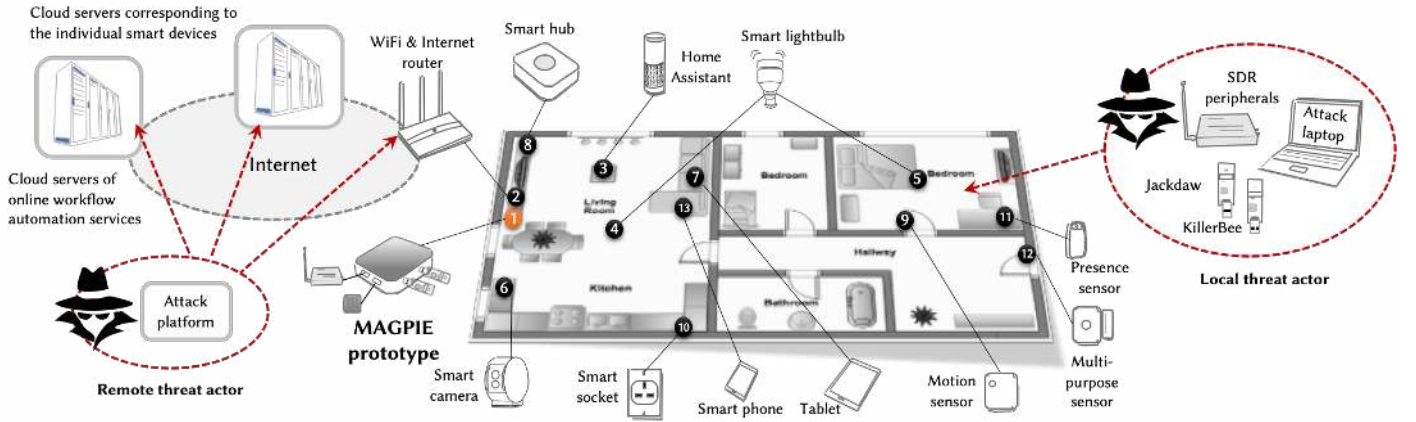 Cloud servers corresponding to
the individual smart devices
WiFi & Internet
router
Smart hub
Home
Assistant
Smart lightbulb
SDR
peripherals
Attack
laptop
Jackdaw
KillerBee
Local threat actor
Internet
Cloud servers of
online workflow
automation services
Attack
platform
Remote threat actor
MAGPIE
prototype
8
2
1
3
4
7
13
5
9
11
12
6
10
Living
Room
Bedroom
Bedroom
Hallway
Kitchen
Bathroom
Presence
sensor
Smart
camera
Smart
socket
Smart phone
Tablet
Motion
sensor
Multi-
purpose
sensor